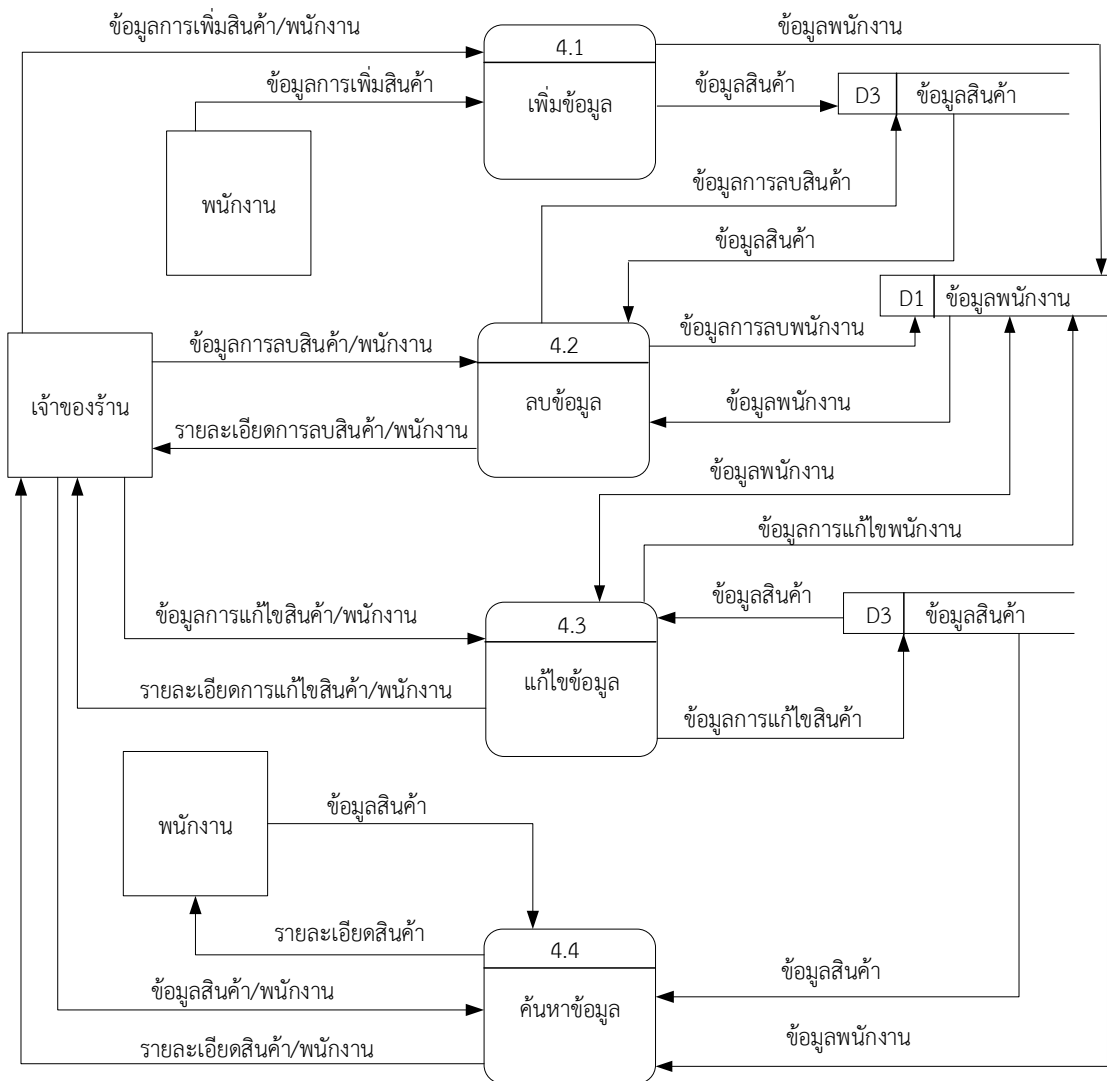 ข้อมูลการเพิ่มสินค้า/พนักงาน
4.1
ข้อมูลพนักงาน
ข้อมูลการเพิ่มสินค้า
เพิ่มข้อมูล
ข้อมูลสินค้า
D3
ข้อมูลสินค้า
พนักงาน
ข้อมูลการลบสินค้า
ข้อมูลสินค้า
D1
ข้อมูลพนักงาน
ข้อมูลการลบสินค้า/พนักงาน
4.2
ข้อมูลการลบพนักงาน
เจ้าของร้าน
ลบข้อมูล
ข้อมูลพนักงาน
รายละเอียดการลบสินค้า/พนักงาน
ข้อมูลพนักงาน
ข้อมูลการแก้ไขพนักงาน
ข้อมูลการแก้ไขสินค้า/พนักงาน
4.3
ข้อมูลสินค้า
D3
ข้อมูลสินค้า
รายละเอียดการแก้ไขสินค้า/พนักงาน
แก้ไขข้อมูล
ข้อมูลการแก้ไขสินค้า
พนักงาน
ข้อมูลสินค้า
รายละเอียดสินค้า
4.4
ข้อมูลสินค้า
ข้อมูลสินค้า/พนักงาน
ค้นหาข้อมูล
รายละเอียดสินค้า/พนักงาน
ข้อมูลพนักงาน